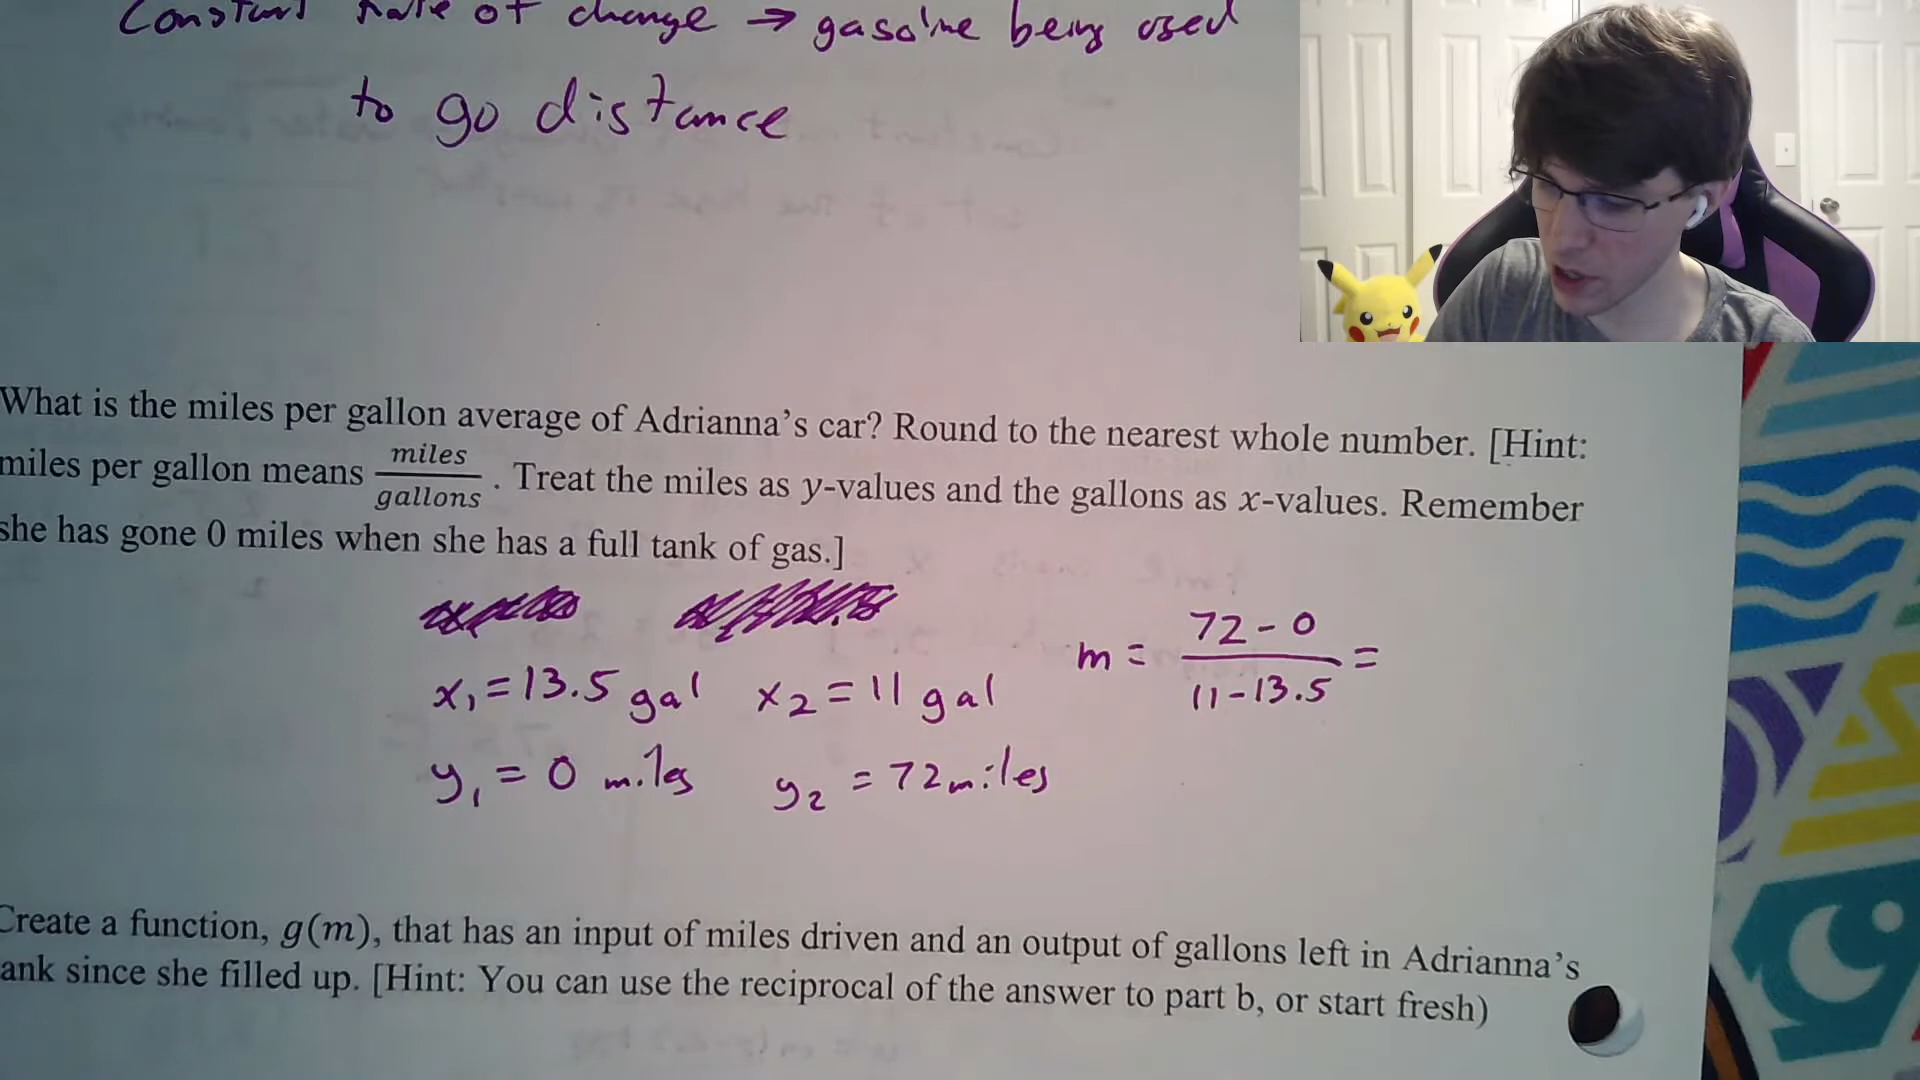 Constant rate of change → gasoline being used
to go distance
What is the miles per gallon average of Adrianna's car? Round to the nearest whole number. [Hint:
miles per gallon means miles/gallons. Treat the miles as y-values and the gallons as x-values. Remember
she has gone 0 miles when she has a full tank of gas.]
x₁ = 13.5 gal x₂ = 11 gal
y₁ = 0 miles y₂ = 72 miles
m = (72 - 0)/(11 - 13.5) =
Create a function, g(m), that has an input of miles driven and an output of gallons left in Adrianna's
ank since she filled up. [Hint: You can use the reciprocal of the answer to part b, or start fresh)